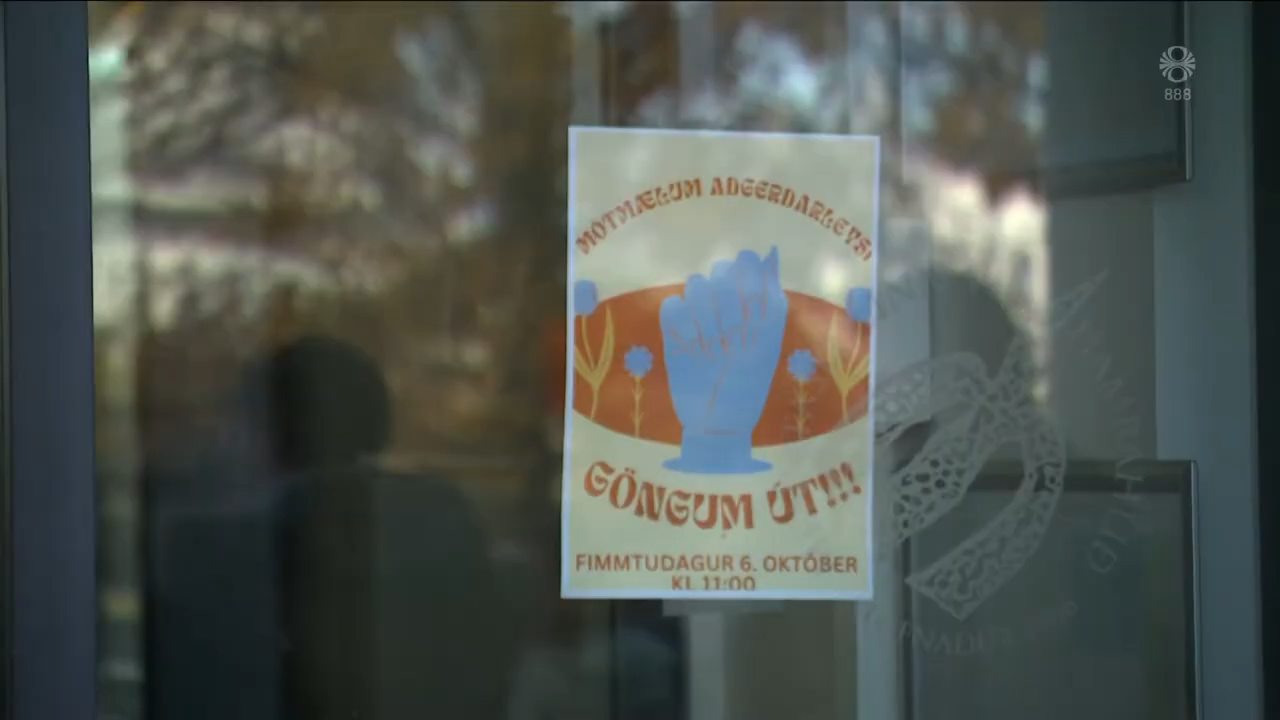 888
MÓTMÆLUM AÐGERÐARLEYSI
GÖNGUM ÚT!!!
FIMMTUDAGUR 6. OKTÓBER
KL 11:00